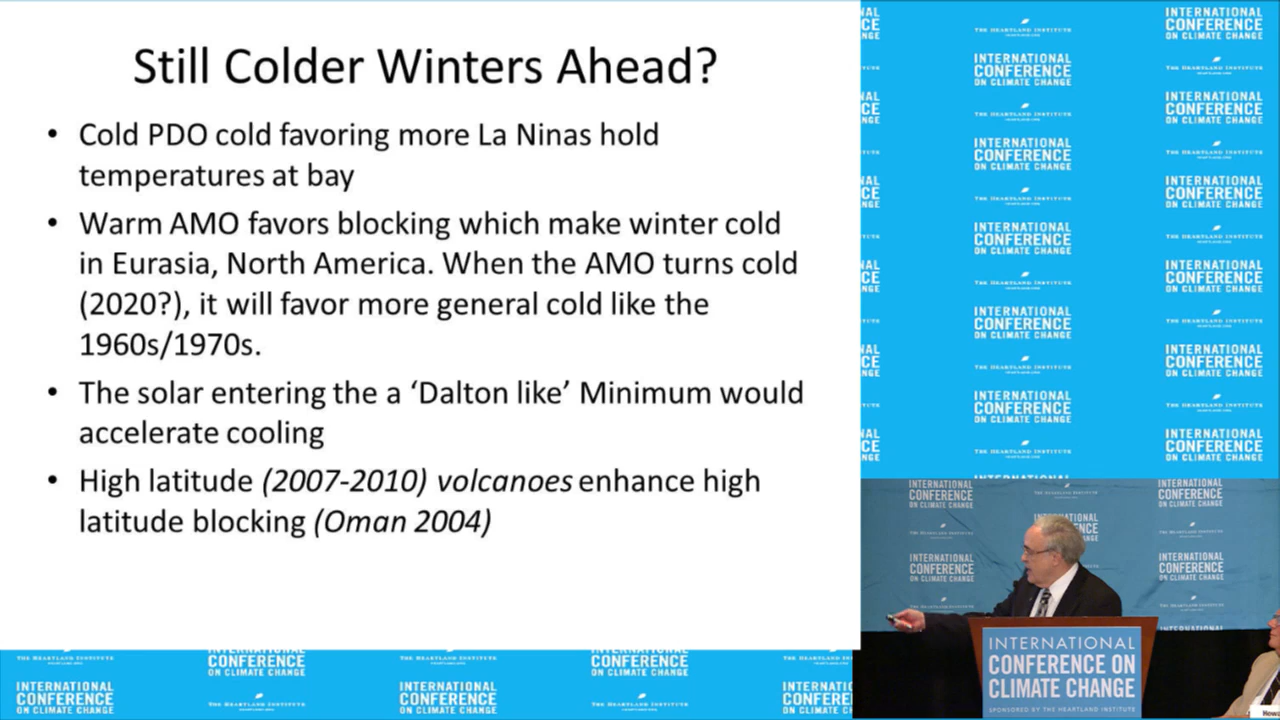 Still Colder Winters Ahead?
• Cold PDO cold favoring more La Ninas hold
temperatures at bay
• Warm AMO favors blocking which make winter cold
in Eurasia, North America. When the AMO turns cold
(2020?), it will favor more general cold like the
1960s/1970s.
• The solar entering the a ‘Dalton like’ Minimum would
accelerate cooling
• High latitude (2007-2010) volcanoes enhance high
latitude blocking (Oman 2004)
INTERNATIONAL
CONFERENCE
ON CLIMATE CHANGE
THE HEARTLAND INSTITUTE
INTERNATIONAL
CONFERENCE ON
CLIMATE CHANGE
SPONSORED BY THE HEARTLAND INSTITUTE